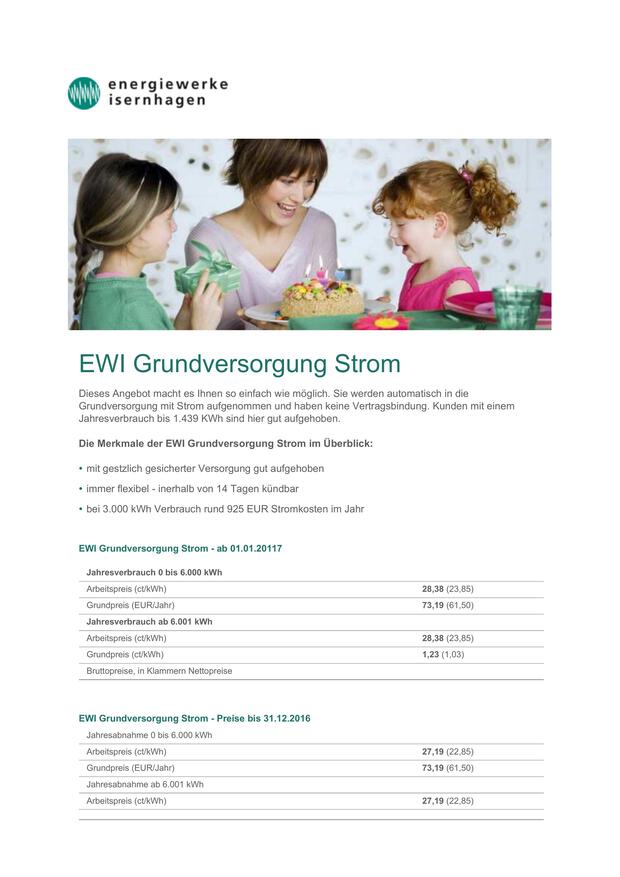 energiewerke
isernhagen
EWI Grundversorgung Strom
Dieses Angebot macht es Ihnen so einfach wie möglich. Sie werden automatisch in die
Grundversorgung mit Strom aufgenommen und haben keine Vertragsbindung. Kunden mit einem
Jahresverbrauch bis 1.439 KWh sind hier gut aufgehoben.
Die Merkmale der EWI Grundversorgung Strom im Überblick:
• mit gestzlich gesicherter Versorgung gut aufgehoben
• immer flexibel - inerhalb von 14 Tagen kündbar
• bei 3.000 kWh Verbrauch rund 925 EUR Stromkosten im Jahr
EWI Grundversorgung Strom - ab 01.01.20117
Jahresverbrauch 0 bis 6.000 kWh
Arbeitspreis (ct/kWh) 28,38 (23,85)
Grundpreis (EUR/Jahr) 73,19 (61,50)
Jahresverbrauch ab 6.001 kWh
Arbeitspreis (ct/kWh) 28,38 (23,85)
Grundpreis (ct/kWh) 1,23 (1,03)
Bruttopreise, in Klammern Nettopreise
EWI Grundversorgung Strom - Preise bis 31.12.2016
Jahresabnahme 0 bis 6.000 kWh
Arbeitspreis (ct/kWh) 27,19 (22,85)
Grundpreis (EUR/Jahr) 73,19 (61,50)
Jahresabnahme ab 6.001 kWh
Arbeitspreis (ct/kWh) 27,19 (22,85)